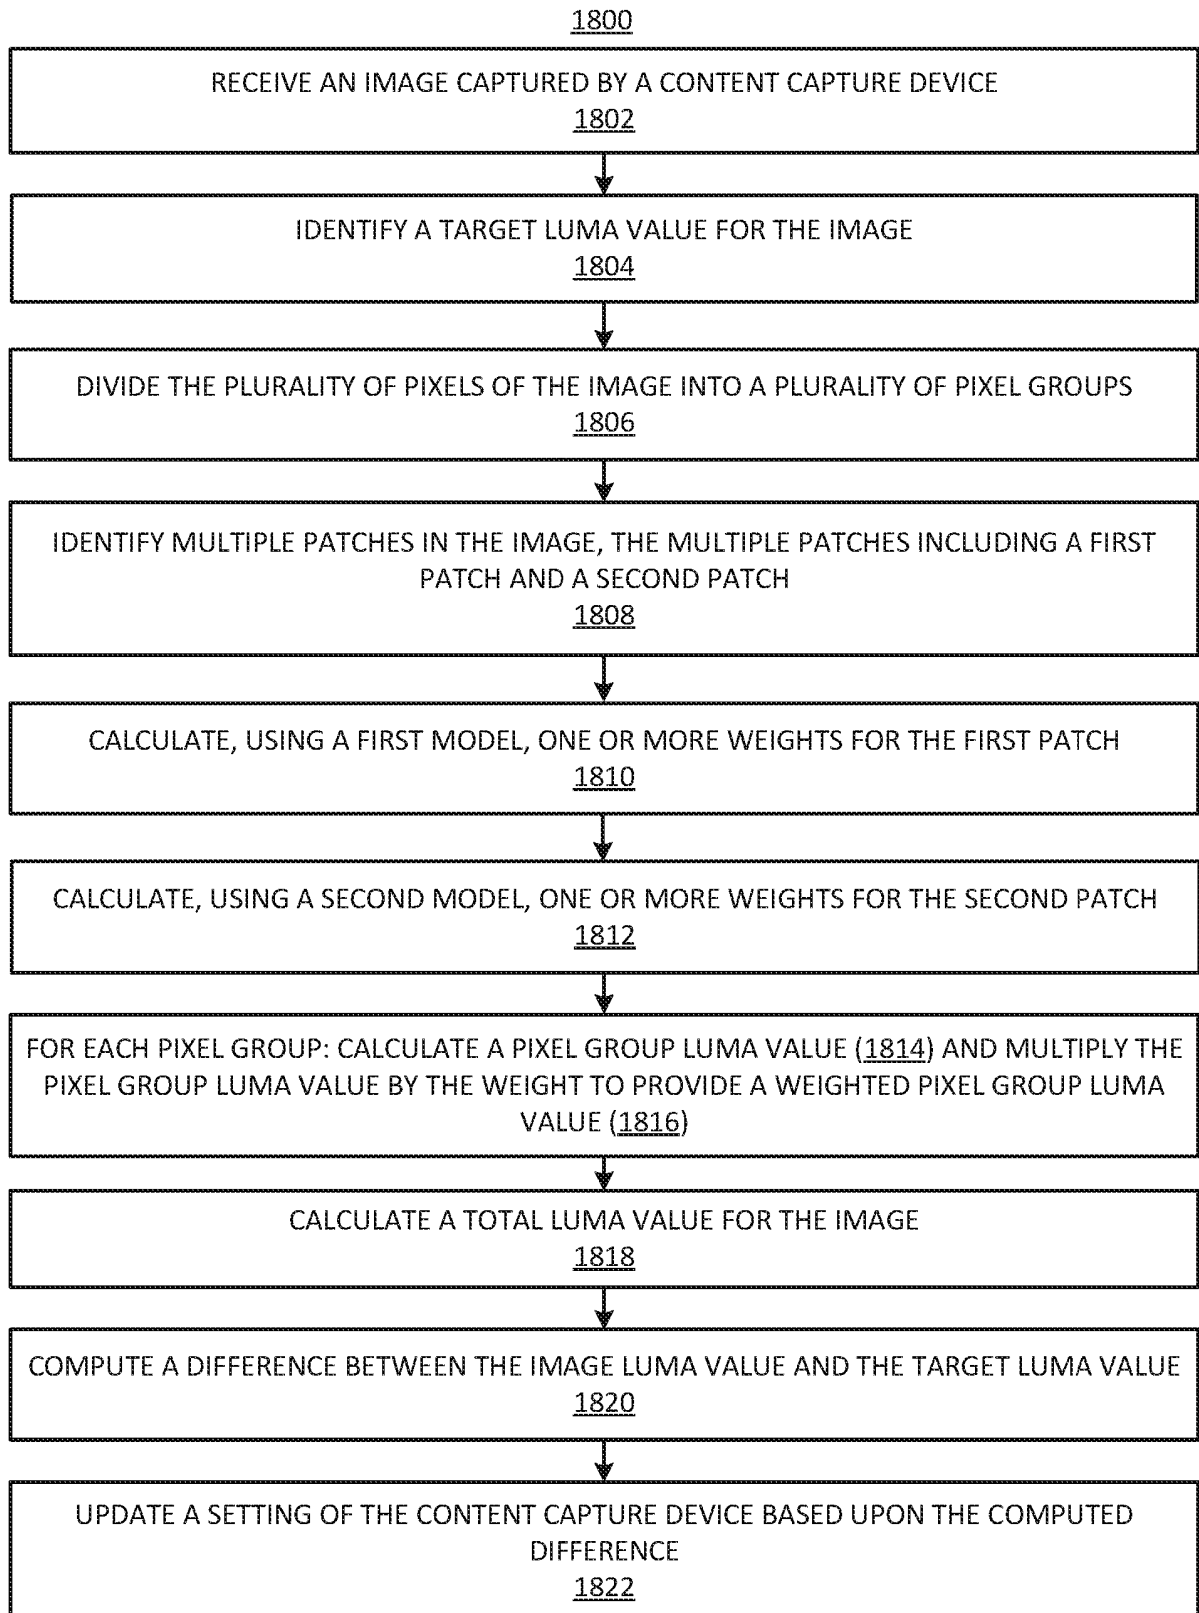 1800
RECEIVE AN IMAGE CAPTURED BY A CONTENT CAPTURE DEVICE
1802
IDENTIFY A TARGET LUMA VALUE FOR THE IMAGE
1804
DIVIDE THE PLURALITY OF PIXELS OF THE IMAGE INTO A PLURALITY OF PIXEL GROUPS
1806
IDENTIFY MULTIPLE PATCHES IN THE IMAGE, THE MULTIPLE PATCHES INCLUDING A FIRST
PATCH AND A SECOND PATCH
1808
CALCULATE, USING A FIRST MODEL, ONE OR MORE WEIGHTS FOR THE FIRST PATCH
1810
CALCULATE, USING A SECOND MODEL, ONE OR MORE WEIGHTS FOR THE SECOND PATCH
1812
FOR EACH PIXEL GROUP: CALCULATE A PIXEL GROUP LUMA VALUE (1814) AND MULTIPLY THE
PIXEL GROUP LUMA VALUE BY THE WEIGHT TO PROVIDE A WEIGHTED PIXEL GROUP LUMA
VALUE (1816)
CALCULATE A TOTAL LUMA VALUE FOR THE IMAGE
1818
COMPUTE A DIFFERENCE BETWEEN THE IMAGE LUMA VALUE AND THE TARGET LUMA VALUE
1820
UPDATE A SETTING OF THE CONTENT CAPTURE DEVICE BASED UPON THE COMPUTED
DIFFERENCE
1822